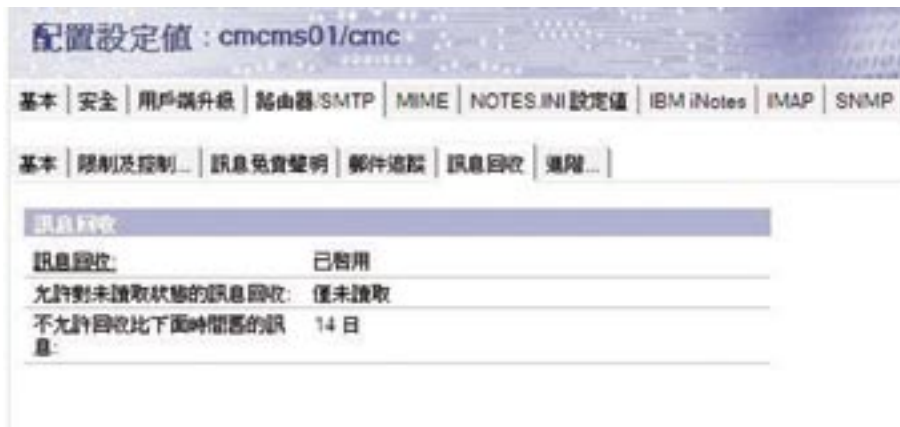 配置設定値 : cmcms01/cmc
基本 | 安全 | 用戶端升級 | 路由器/SMTP | MIME | NOTES.INI 設定値 | IBM iNotes | IMAP | SNMP
基本 | 限制及控制... | 訊息免責聲明 | 郵件追蹤 | 訊息回收 | 進階... |
訊息回收
訊息回收: 已啓用
允許對未讀取狀態的訊息回收: 僅未讀取
不允許回收比下面時間舊的訊 14 日
息: